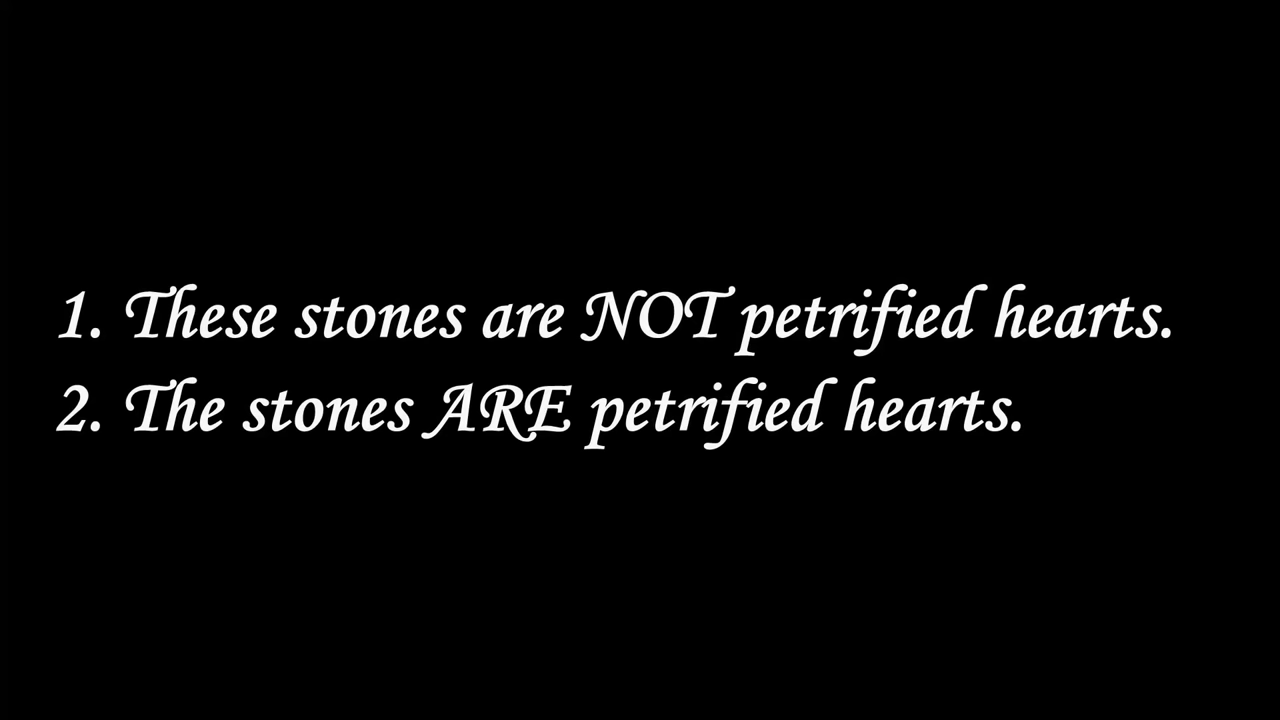 1. These stones are NOT petrified hearts.
2. The stones ARE petrified hearts.